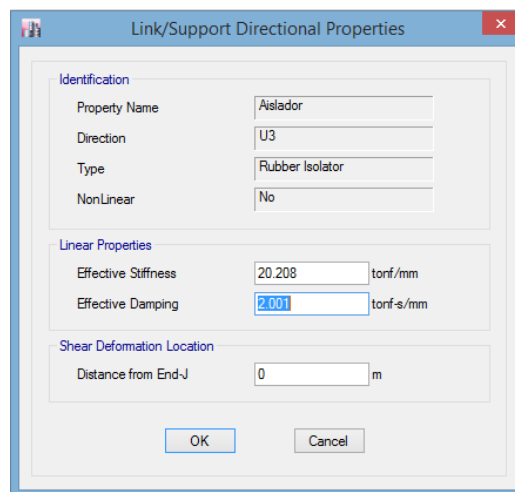 Link/Support Directional Properties
Identification
Property Name Aislador
Direction U3
Type Rubber Isolator
NonLinear No
Linear Properties
Effective Stiffness 20.208 tonf/mm
Effective Damping 2.001 tonf-s/mm
Shear Deformation Location
Distance from End-J 0 m
OK Cancel